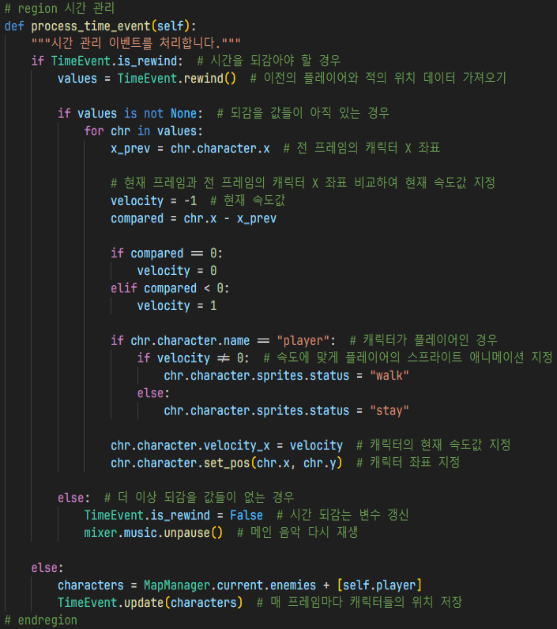 # region 시간 관리
def process_time_event(self):
    """시간 관리 이벤트를 처리합니다."""
    if TimeEvent.is_rewind:  # 시간을 되감아야 할 경우
        values = TimeEvent.rewind()  # 이전의 플레이어와 적의 위치 데이터 가져오기

        if values is not None:  # 되감을 값들이 아직 있는 경우
            for chr in values:
                x_prev = chr.character.x  # 전 프레임의 캐릭터 X 좌표

                # 현재 프레임과 전 프레임의 캐릭터 X 좌표 비교하여 현재 속도값 지정
                velocity = -1  # 현재 속도값
                compared = chr.x - x_prev

                if compared == 0:
                    velocity = 0
                elif compared < 0:
                    velocity = 1

                if chr.character.name == "player":  # 캐릭터가 플레이어인 경우
                    if velocity != 0:  # 속도에 맞게 플레이어의 스프라이트 애니메이션 지정
                        chr.character.sprites.status = "walk"
                    else:
                        chr.character.sprites.status = "stay"

                chr.character.velocity_x = velocity  # 캐릭터의 현재 속도값 지정
                chr.character.set_pos(chr.x, chr.y)  # 캐릭터 좌표 지정

        else:  # 더 이상 되감을 값들이 없는 경우
            TimeEvent.is_rewind = False  # 시간 되감는 변수 갱신
            mixer.music.unpause()  # 메인 음악 다시 재생

    else:
        characters = MapManager.current.enemies + [self.player]
        TimeEvent.update(characters)  # 매 프레임마다 캐릭터들의 위치 저장
# endregion